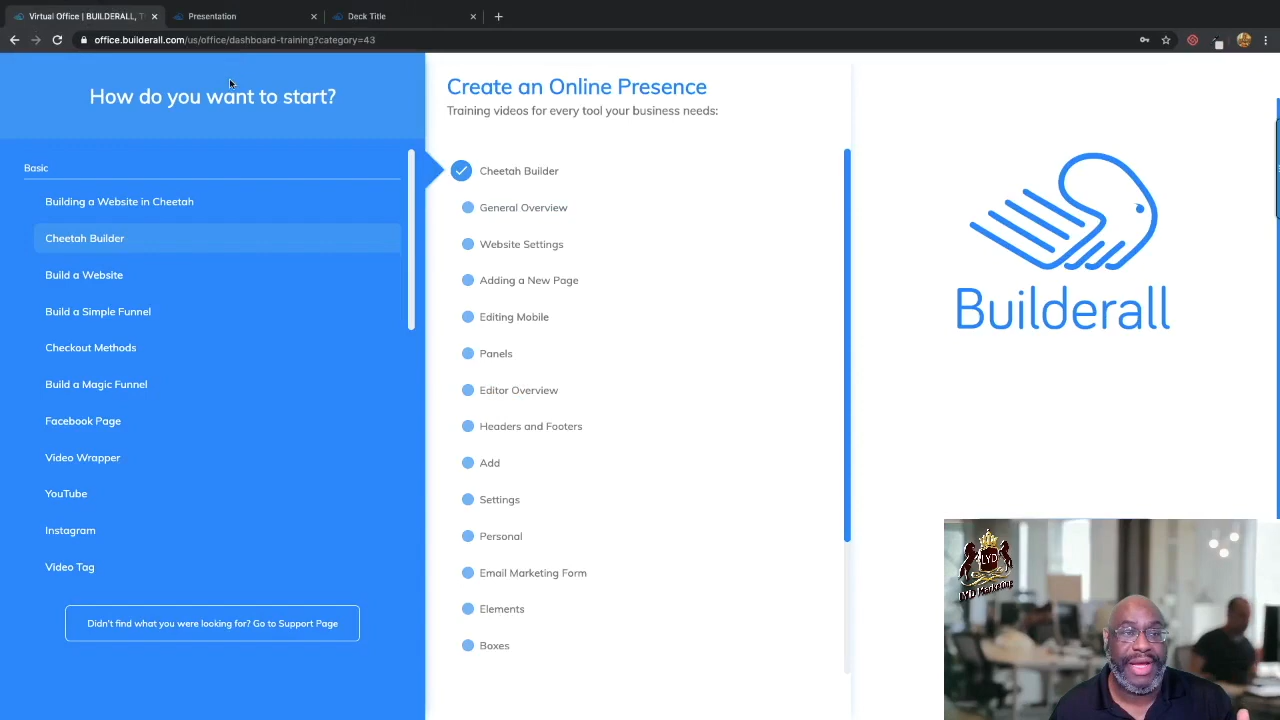 Virtual Office | BUILDERALL, T
Presentation
Deck Title
office.builderall.com/us/office/dashboard-training?category=43
How do you want to start?
Basic
Building a Website in Cheetah
Cheetah Builder
Build a Website
Build a Simple Funnel
Checkout Methods
Build a Magic Funnel
Facebook Page
Video Wrapper
YouTube
Instagram
Video Tag
Didn't find what you were looking for? Go to Support Page
Create an Online Presence
Training videos for every tool your business needs:
Cheetah Builder
General Overview
Website Settings
Adding a New Page
Editing Mobile
Panels
Editor Overview
Headers and Footers
Add
Settings
Personal
Email Marketing Form
Elements
Boxes
Builderall
LYD
LYD Marketing